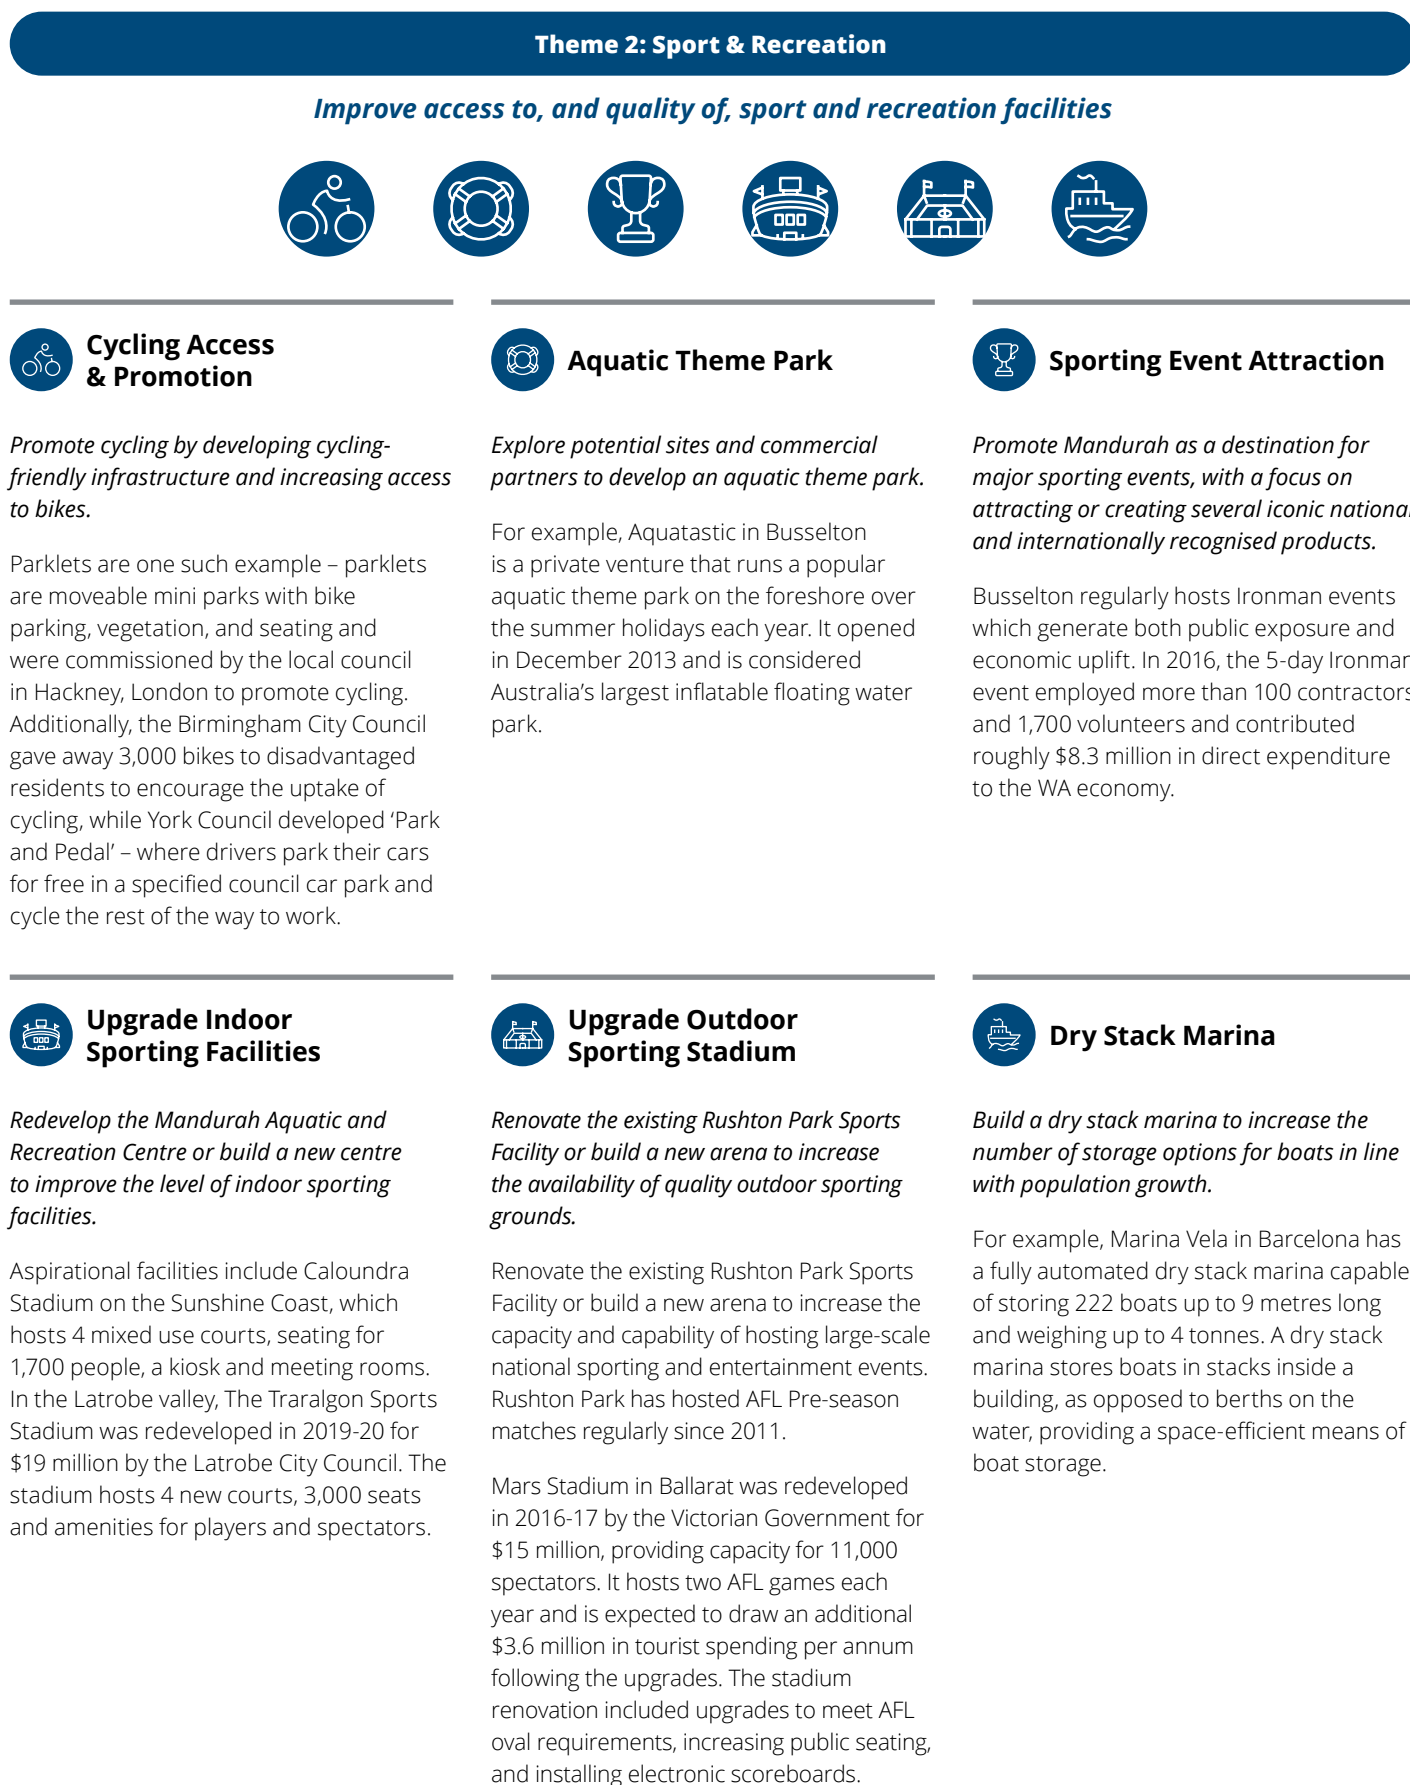 Theme 2: Sport & Recreation
Improve access to, and quality of, sport and recreation facilities
Cycling Access
& Promotion
Promote cycling by developing cycling-
friendly infrastructure and increasing access
to bikes.
Parklets are one such example – parklets
are moveable mini parks with bike
parking, vegetation, and seating and
were commissioned by the local council
in Hackney, London to promote cycling.
Additionally, the Birmingham City Council
gave away 3,000 bikes to disadvantaged
residents to encourage the uptake of
cycling, while York Council developed ‘Park
and Pedal’ – where drivers park their cars
for free in a specified council car park and
cycle the rest of the way to work.
Aquatic Theme Park
Explore potential sites and commercial
partners to develop an aquatic theme park.
For example, Aquatastic in Busselton
is a private venture that runs a popular
aquatic theme park on the foreshore over
the summer holidays each year. It opened
in December 2013 and is considered
Australia’s largest inflatable floating water
park.
Sporting Event Attraction
Promote Mandurah as a destination for
major sporting events, with a focus on
attracting or creating several iconic national
and internationally recognised products.
Busselton regularly hosts Ironman events
which generate both public exposure and
economic uplift. In 2016, the 5-day Ironman
event employed more than 100 contractors
and 1,700 volunteers and contributed
roughly $8.3 million in direct expenditure
to the WA economy.
Upgrade Indoor
Sporting Facilities
Redevelop the Mandurah Aquatic and
Recreation Centre or build a new centre
to improve the level of indoor sporting
facilities.
Aspirational facilities include Caloundra
Stadium on the Sunshine Coast, which
hosts 4 mixed use courts, seating for
1,700 people, a kiosk and meeting rooms.
In the Latrobe valley, The Traralgon Sports
Stadium was redeveloped in 2019-20 for
$19 million by the Latrobe City Council. The
stadium hosts 4 new courts, 3,000 seats
and amenities for players and spectators.
Upgrade Outdoor
Sporting Stadium
Renovate the existing Rushton Park Sports
Facility or build a new arena to increase
the availability of quality outdoor sporting
grounds.
Renovate the existing Rushton Park Sports
Facility or build a new arena to increase the
capacity and capability of hosting large-scale
national sporting and entertainment events.
Rushton Park has hosted AFL Pre-season
matches regularly since 2011.
Mars Stadium in Ballarat was redeveloped
in 2016-17 by the Victorian Government for
$15 million, providing capacity for 11,000
spectators. It hosts two AFL games each
year and is expected to draw an additional
$3.6 million in tourist spending per annum
following the upgrades. The stadium
renovation included upgrades to meet AFL
oval requirements, increasing public seating,
and installing electronic scoreboards.
Dry Stack Marina
Build a dry stack marina to increase the
number of storage options for boats in line
with population growth.
For example, Marina Vela in Barcelona has
a fully automated dry stack marina capable
of storing 222 boats up to 9 metres long
and weighing up to 4 tonnes. A dry stack
marina stores boats in stacks inside a
building, as opposed to berths on the
water, providing a space-efficient means of
boat storage.